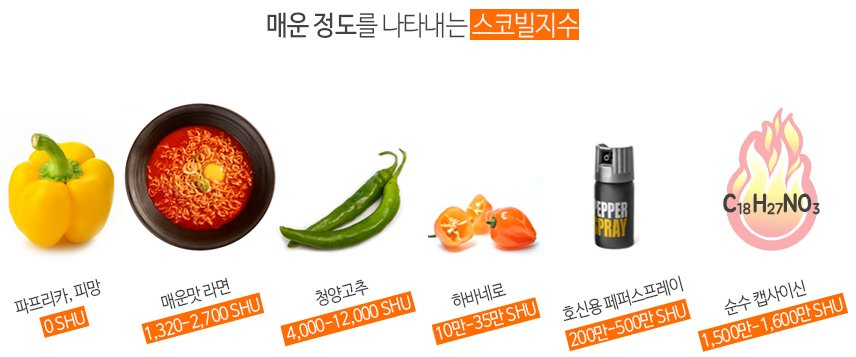 매운 정도를 나타내는 스코빌지수
PEPPER
SPRAY
C18H27NO3
파프리카, 피망
0 SHU
매운맛 라면
1,320-2,700 SHU
청양고추
4,000-12,000 SHU
하바네로
10만-35만 SHU
호신용 페퍼스프레이
200만-500만 SHU
순수 캡사이신
1,500만-1,600만 SHU